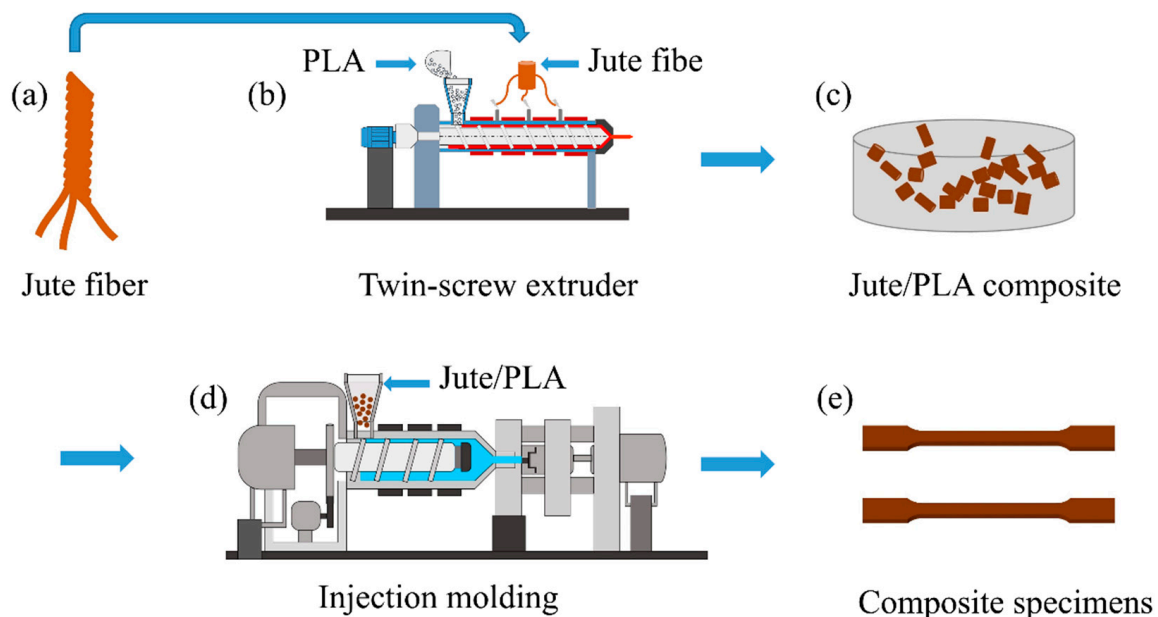 (a)
Jute fiber
(b)
PLA
Jute fibe
Twin-screw extruder
(c)
Jute/PLA composite
(d)
Jute/PLA
Injection molding
(e)
Composite specimens